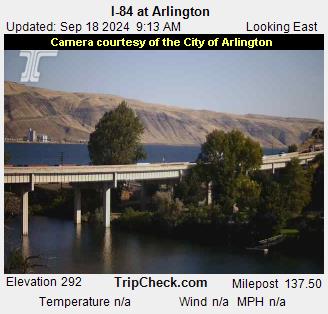 I-84 at Arlington
Updated: Sep 18 2024 9:13 AM Looking East
Camera courtesy of the City of Arlington
Elevation 292 TripCheck.com Milepost 137.50
Temperature n/a Wind n/a MPH n/a